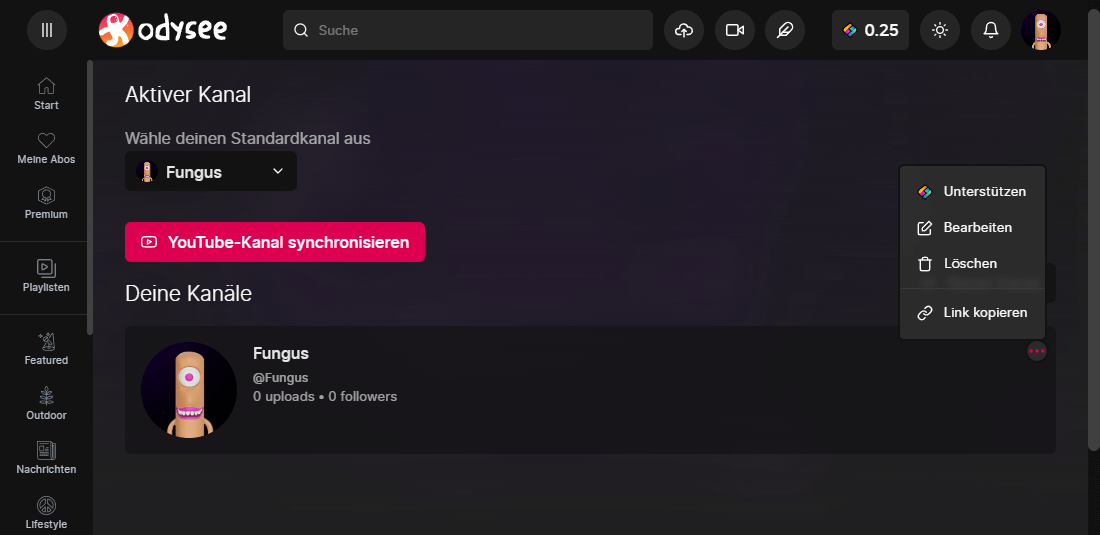 odysee
Suche
0.25
Start
Meine Abos
Premium
Playlisten
Featured
Outdoor
Nachrichten
Lifestyle
Aktiver Kanal
Wähle deinen Standardkanal aus
Fungus
YouTube-Kanal synchronisieren
Deine Kanäle
Fungus
@Fungus
0 uploads • 0 followers
Unterstützen
Bearbeiten
Löschen
Link kopieren